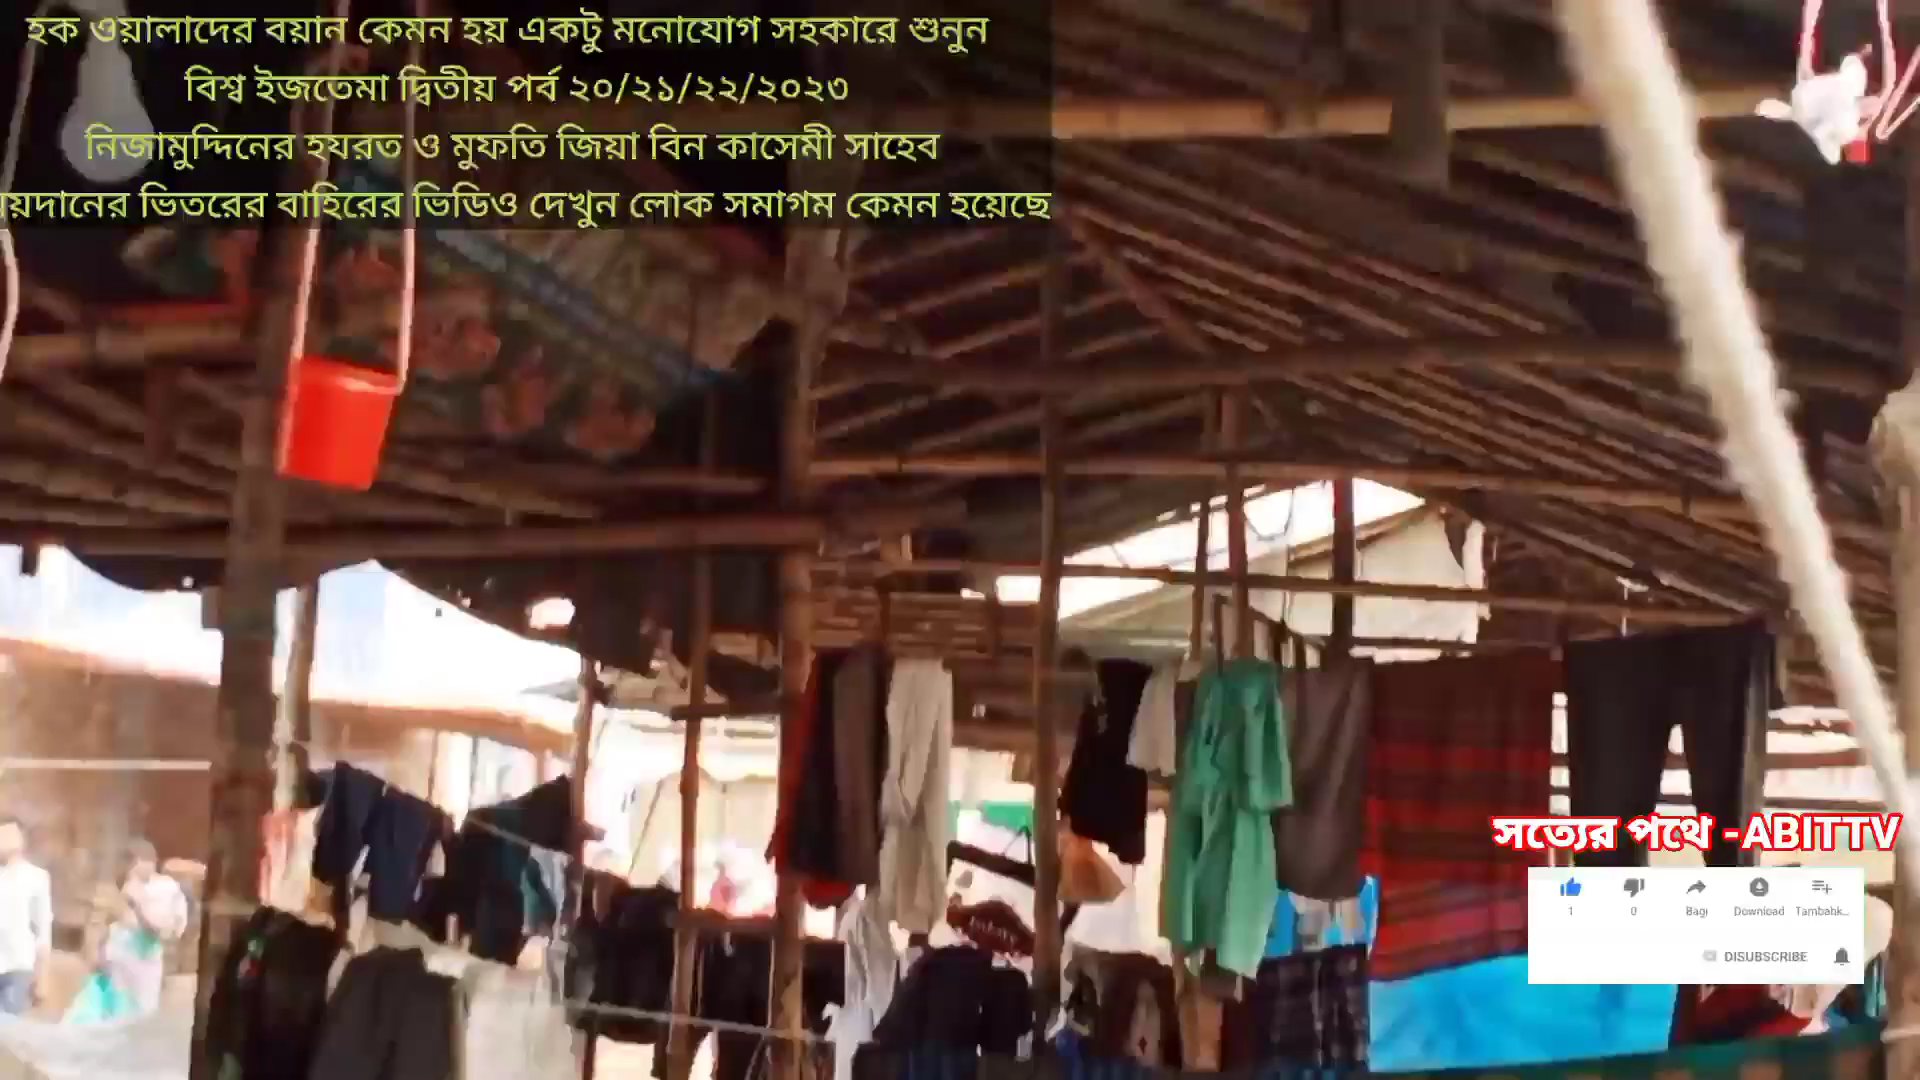 হক ওয়ালাদের বয়ান কেমন হয় একটু মনোযোগ সহকারে শুনুন
বিশ্ব ইজতেমা দ্বিতীয় পর্ব ২০/২১/২২/২০২৩
নিজামুদ্দিনের হযরত ও মুফতি জিয়া বিন কাসেমী সাহেব
য়দানের ভিতরের বাহিরের ভিডিও দেখুন লোক সমাগম কেমন হয়েছে
সত্যের পথে -ABITTV
1 0 Bagi Download Tambahk...
DISUBSCRIBE